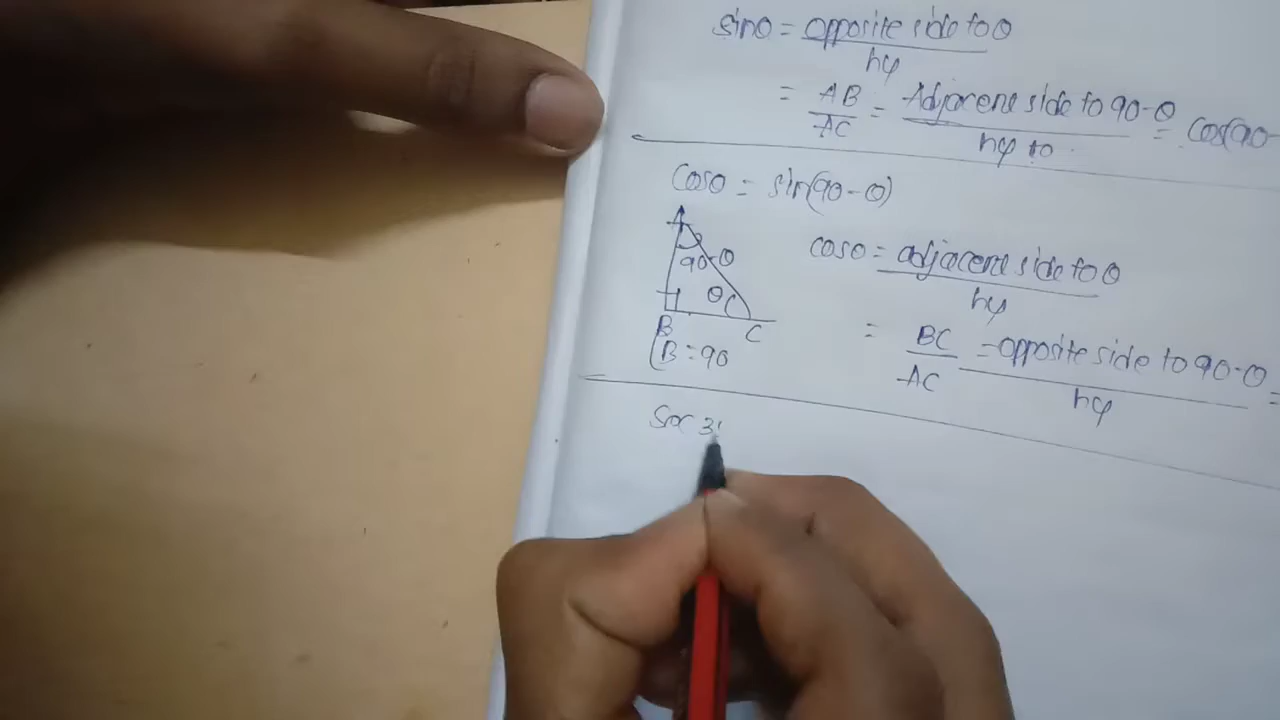 sinθ = opposite side to θ
hy
= AB = Adjacent side to 90-θ = cos(90-
AC hy to
cosθ = sin(90-θ)
A
90-θ
θ
B C
B = 90
cosθ = adjacent side to θ
hy
= BC = opposite side to 90-θ =
AC hy